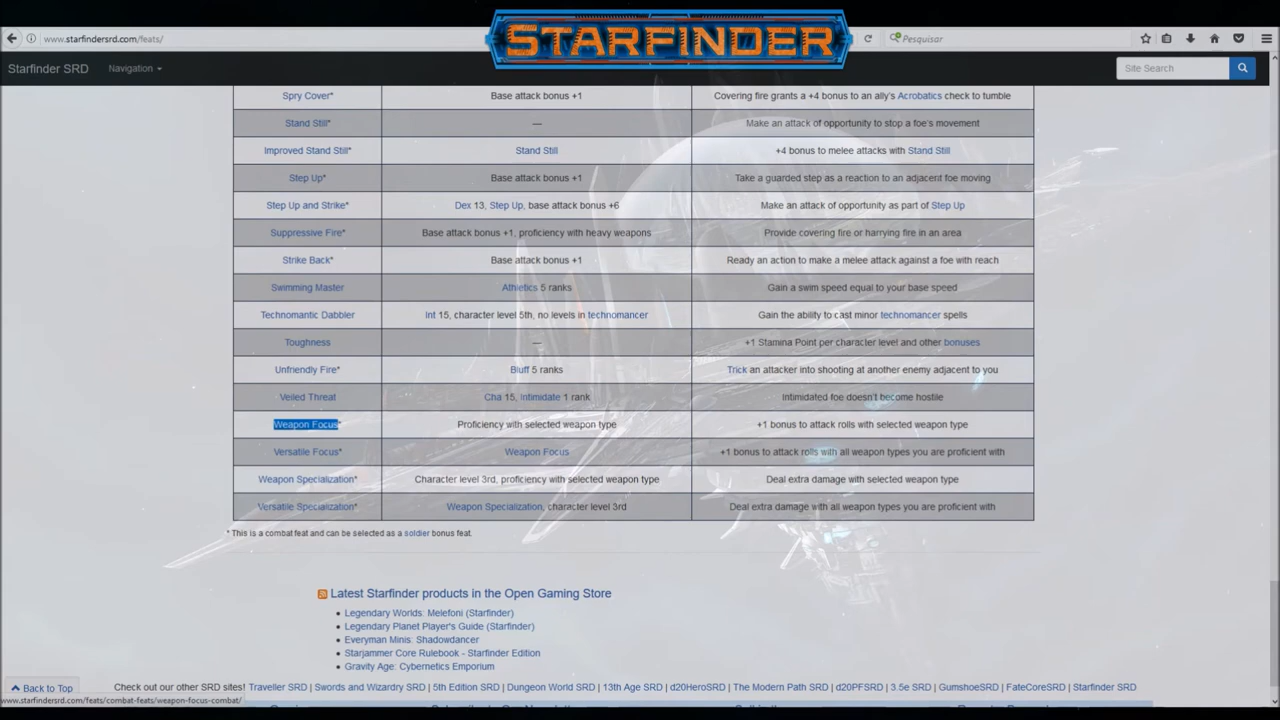 STARFINDER
www.starfindersrd.com/feats/
Pesquisar
Starfinder SRD Navigation Site Search
Spry Cover* Base attack bonus +1 Covering fire grants a +4 bonus to an ally's Acrobatics check to tumble
Stand Still* — Make an attack of opportunity to stop a foe's movement
Improved Stand Still* Stand Still +4 bonus to melee attacks with Stand Still
Step Up* Base attack bonus +1 Take a guarded step as a reaction to an adjacent foe moving
Step Up and Strike* Dex 13, Step Up, base attack bonus +6 Make an attack of opportunity as part of Step Up
Suppressive Fire* Base attack bonus +1, proficiency with heavy weapons Provide covering fire or harrying fire in an area
Strike Back* Base attack bonus +1 Ready an action to make a melee attack against a foe with reach
Swimming Master Athletics 5 ranks Gain a swim speed equal to your base speed
Technomantic Dabbler Int 15, character level 5th, no levels in technomancer Gain the ability to cast minor technomancer spells
Toughness — +1 Stamina Point per character level and other bonuses
Unfriendly Fire* Bluff 5 ranks Trick an attacker into shooting at another enemy adjacent to you
Veiled Threat Cha 15, Intimidate 1 rank Intimidated foe doesn't become hostile
Weapon Focus* Proficiency with selected weapon type +1 bonus to attack rolls with selected weapon type
Versatile Focus* Weapon Focus +1 bonus to attack rolls with all weapon types you are proficient with
Weapon Specialization* Character level 3rd, proficiency with selected weapon type Deal extra damage with selected weapon type
Versatile Specialization* Weapon Specialization, character level 3rd Deal extra damage with all weapon types you are proficient with
* This is a combat feat and can be selected as a soldier bonus feat.
Latest Starfinder products in the Open Gaming Store
• Legendary Worlds: Melefoni (Starfinder)
• Legendary Planet Player's Guide (Starfinder)
• Everyman Minis: Shadowdancer
• Starjammer Core Rulebook - Starfinder Edition
• Gravity Age: Cybernetics Emporium
Back to Top Check out our other SRD sites! Traveller SRD | Swords and Wizardry SRD | 5th Edition SRD | Dungeon World SRD | 13th Age SRD | d20HeroSRD | The Modern Path SRD | d20PFSRD | 3.5e SRD | GumshoeSRD | FateCoreSRD | Starfinder SRD
www.starfindersrd.com/feats/combat-feats/weapon-focus-combat/